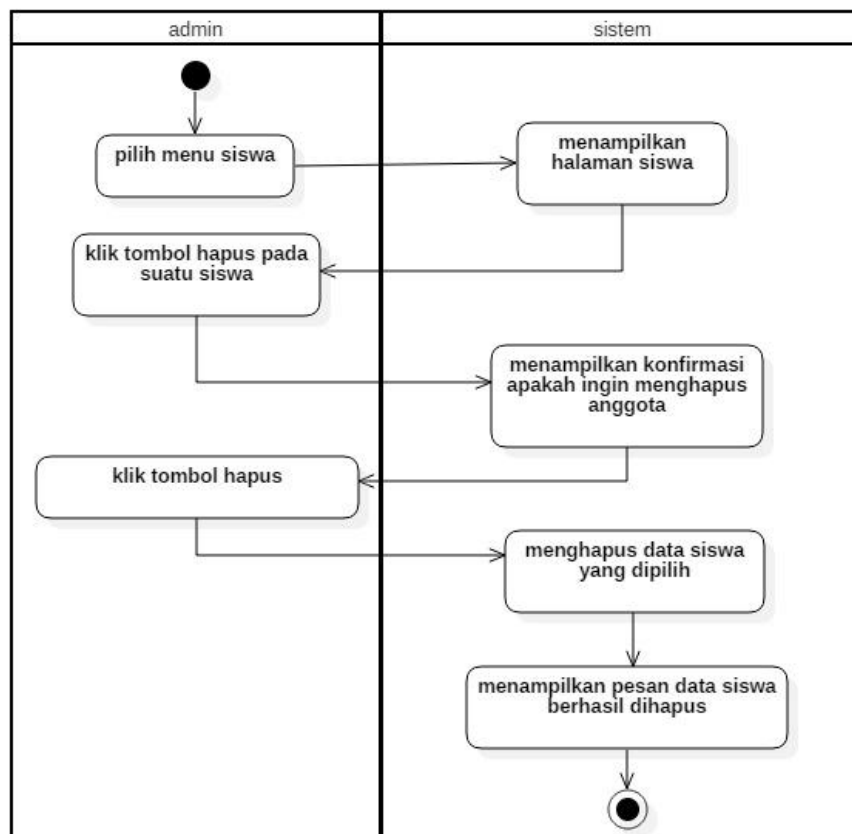 admin
sistem
pilih menu siswa
menampilkan
halaman siswa
klik tombol hapus pada
suatu siswa
menampilkan konfirmasi
apakah ingin menghapus
anggota
klik tombol hapus
menghapus data siswa
yang dipilih
menampilkan pesan data siswa
berhasil dihapus